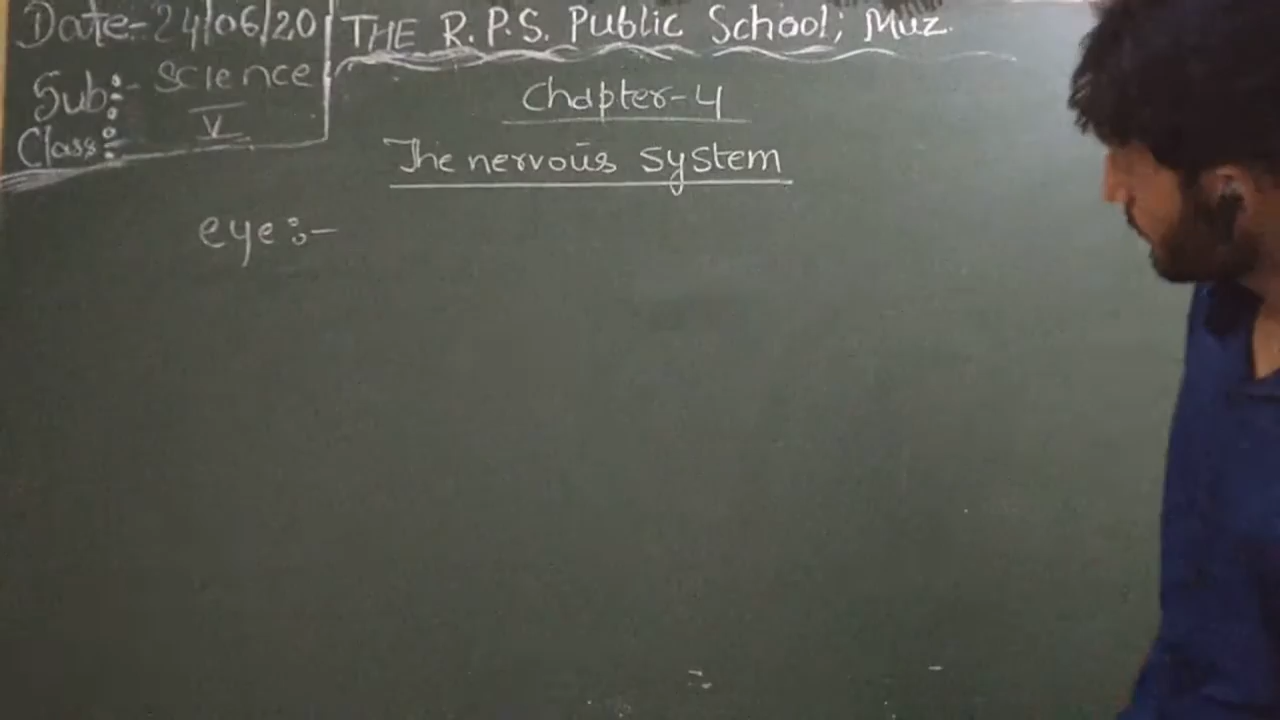 Date:- 24/06/20
THE R.P.S. Public School; Muz.
Sub:- Science
Class:- V
Chapter-4
The nervous system
eye:-